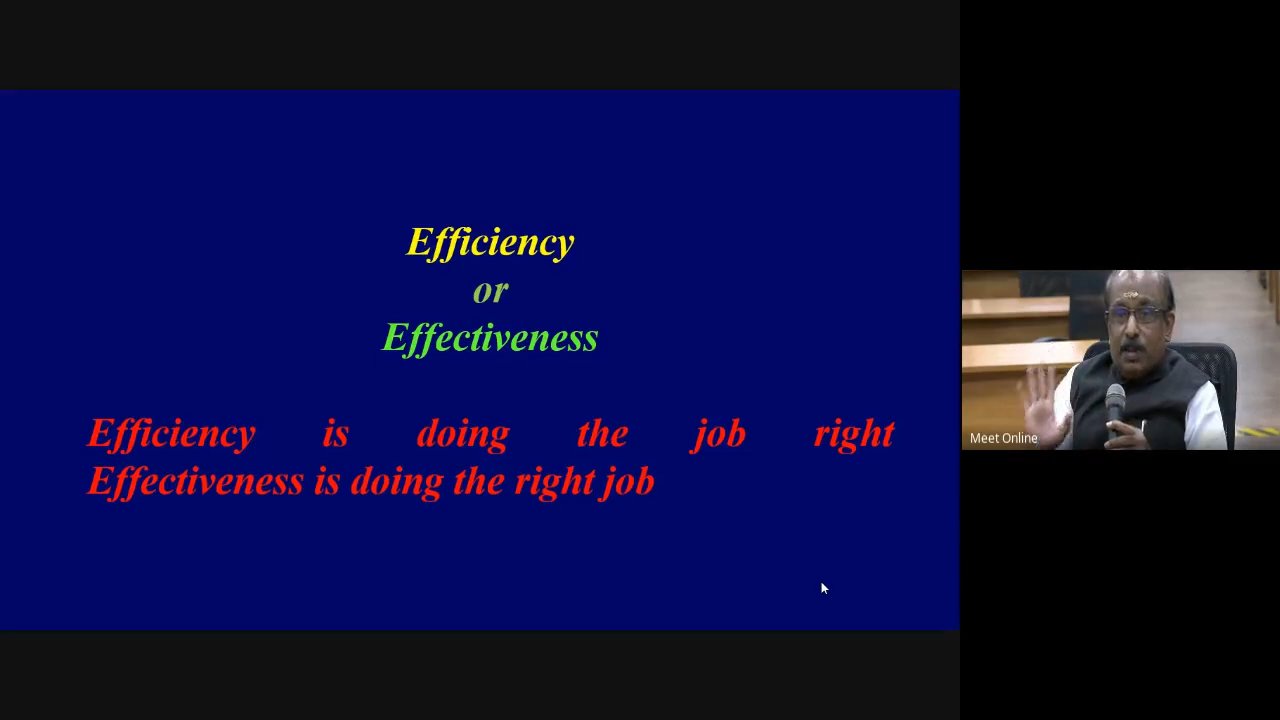 Efficiency
or
Effectiveness
Efficiency is doing the job right
Effectiveness is doing the right job
Meet Online